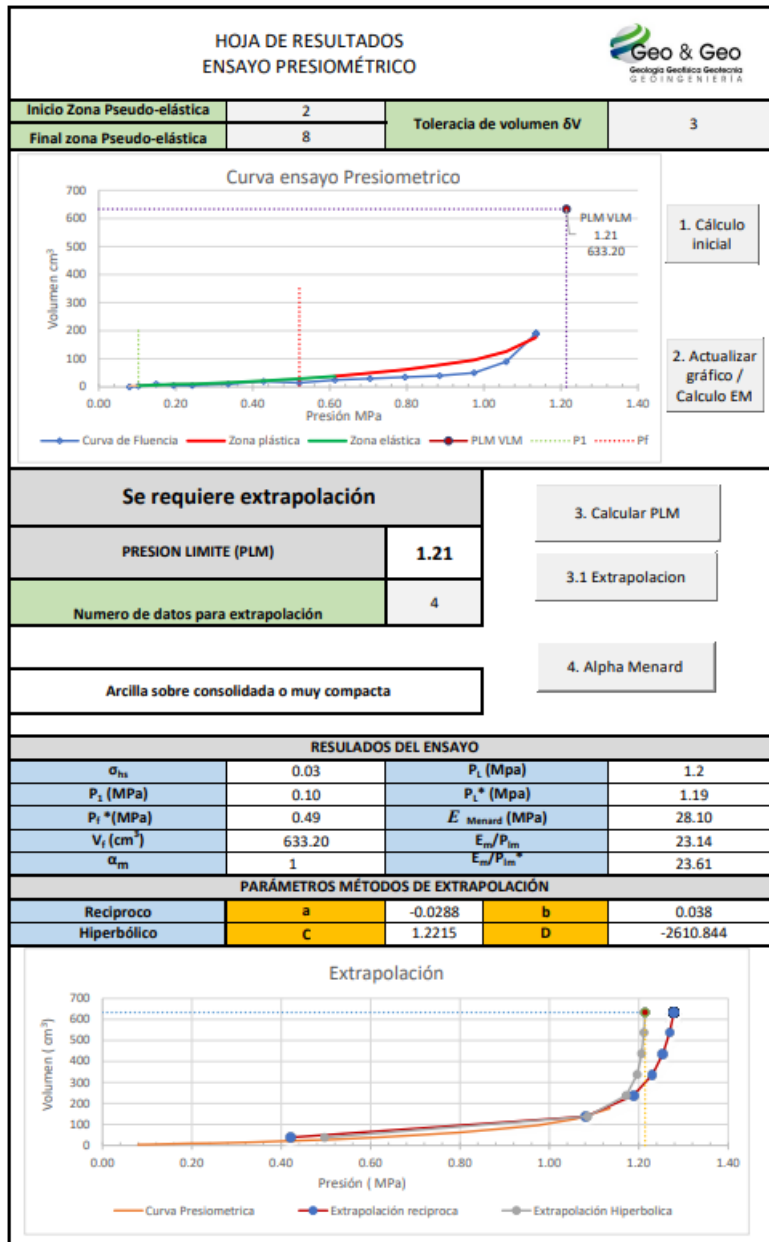 HOJA DE RESULTADOS
ENSAYO PRESIOMÉTRICO
Geo & Geo
Geología Geofísica Geotecnia
GEOINGENIERÍA
Inicio Zona Pseudo-elástica 2
Final zona Pseudo-elástica 8
Toleracia de volumen δV 3
Curva ensayo Presiometrico
Volumen cm³
700
600
500
400
300
200
100
0
PLM VLM
1.21
633.20
0.00 0.20 0.40 0.60 0.80 1.00 1.20 1.40
Presión MPa
Curva de Fluencia Zona plástica Zona elástica PLM VLM P1 Pf
1. Cálculo
inicial
2. Actualizar
gráfico /
Calculo EM
Se requiere extrapolación
PRESION LIMITE (PLM) 1.21
Numero de datos para extrapolación 4
3. Calcular PLM
3.1 Extrapolacion
4. Alpha Menard
Arcilla sobre consolidada o muy compacta
RESULADOS DEL ENSAYO
σhs 0.03 PL (Mpa) 1.2
P1 (MPa) 0.10 PL* (Mpa) 1.19
Pf *(MPa) 0.49 E Menard (MPa) 28.10
Vf (cm³) 633.20 Em/Plm 23.14
αm 1 Em/Plm* 23.61
PARÁMETROS MÉTODOS DE EXTRAPOLACIÓN
Reciproco a -0.0288 b 0.038
Hiperbólico C 1.2215 D -2610.844
Extrapolación
Volumen ( cm³)
700
600
500
400
300
200
100
0
0.00 0.20 0.40 0.60 0.80 1.00 1.20 1.40
Presión ( MPa)
Curva Presiometrica Extrapolación reciproca Extrapolación Hiperbolica